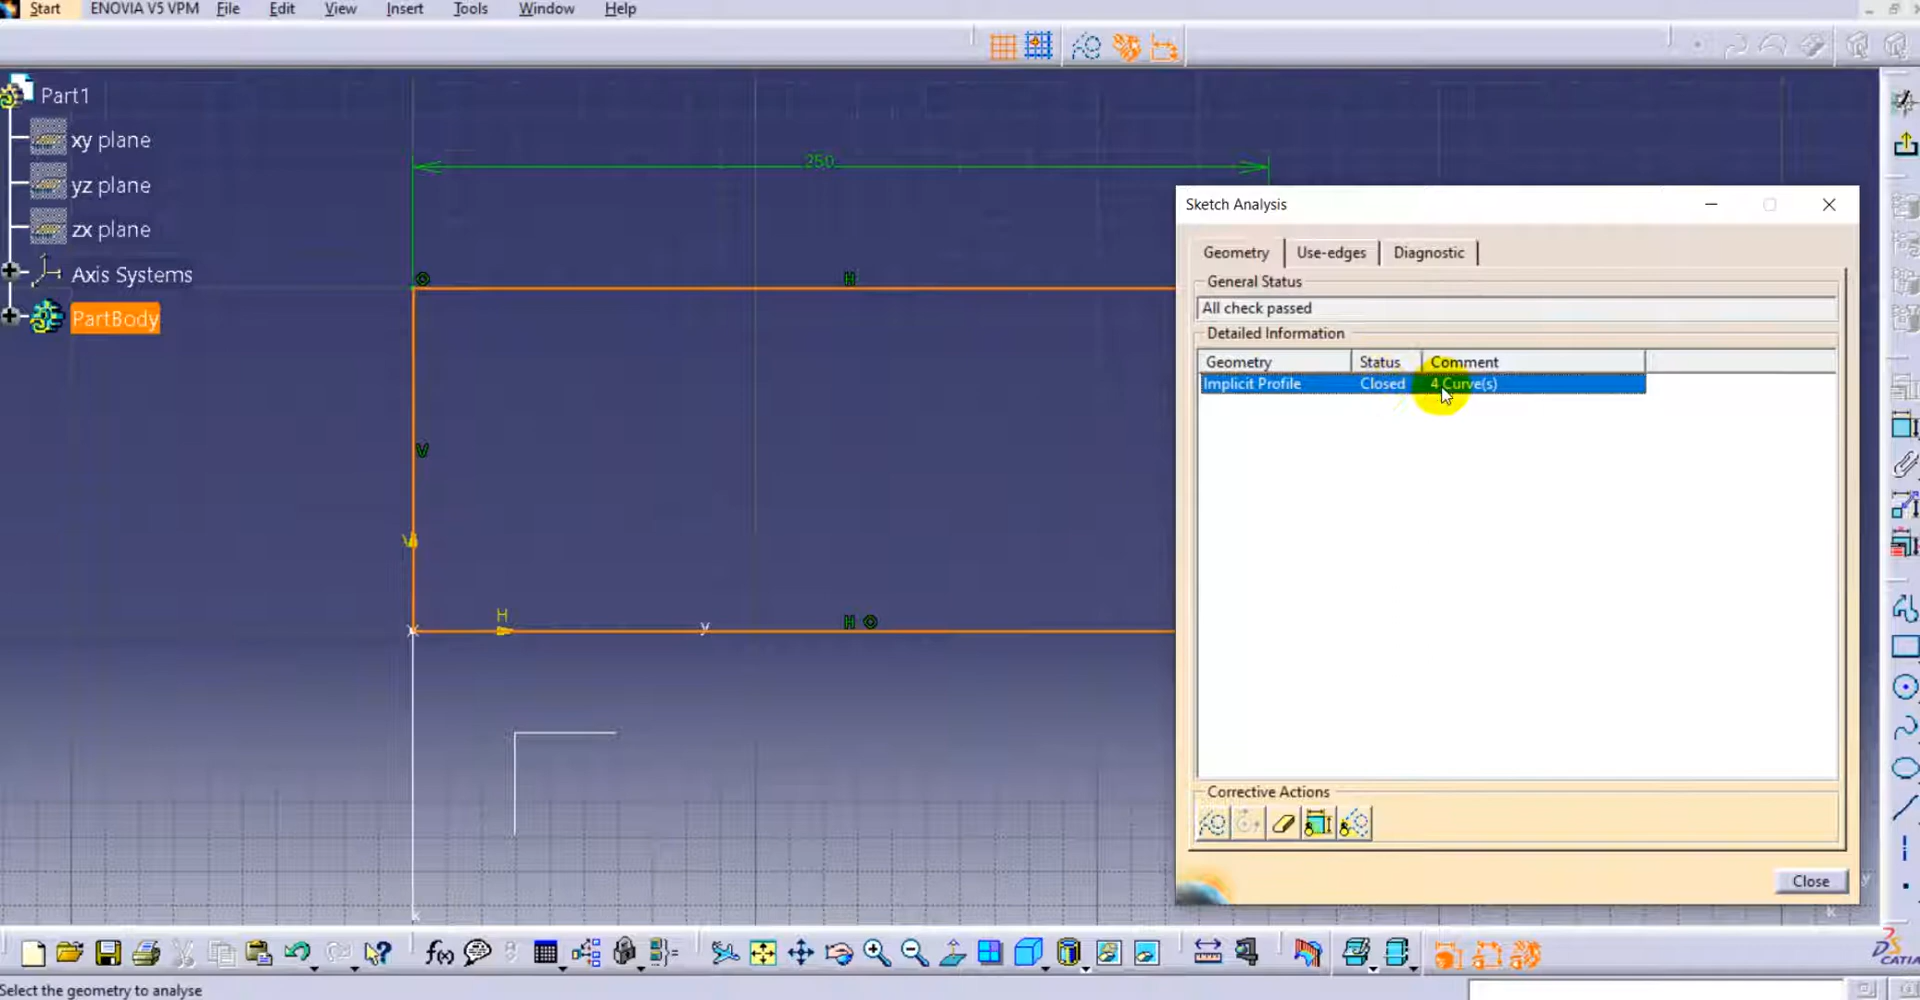 Start ENOVIA V5 VPM File Edit View Insert Tools Window Help
Part1
xy plane
yz plane
zx plane
Axis Systems
PartBody
250
H
V
V
H
y
H
x
Sketch Analysis
Geometry Use-edges Diagnostic
General Status
All check passed
Detailed Information
Geometry Status Comment
Implicit Profile Closed 4 Curve(s)
Corrective Actions
Close
y
x
f(x)
DS
CATIA
Select the geometry to analyse